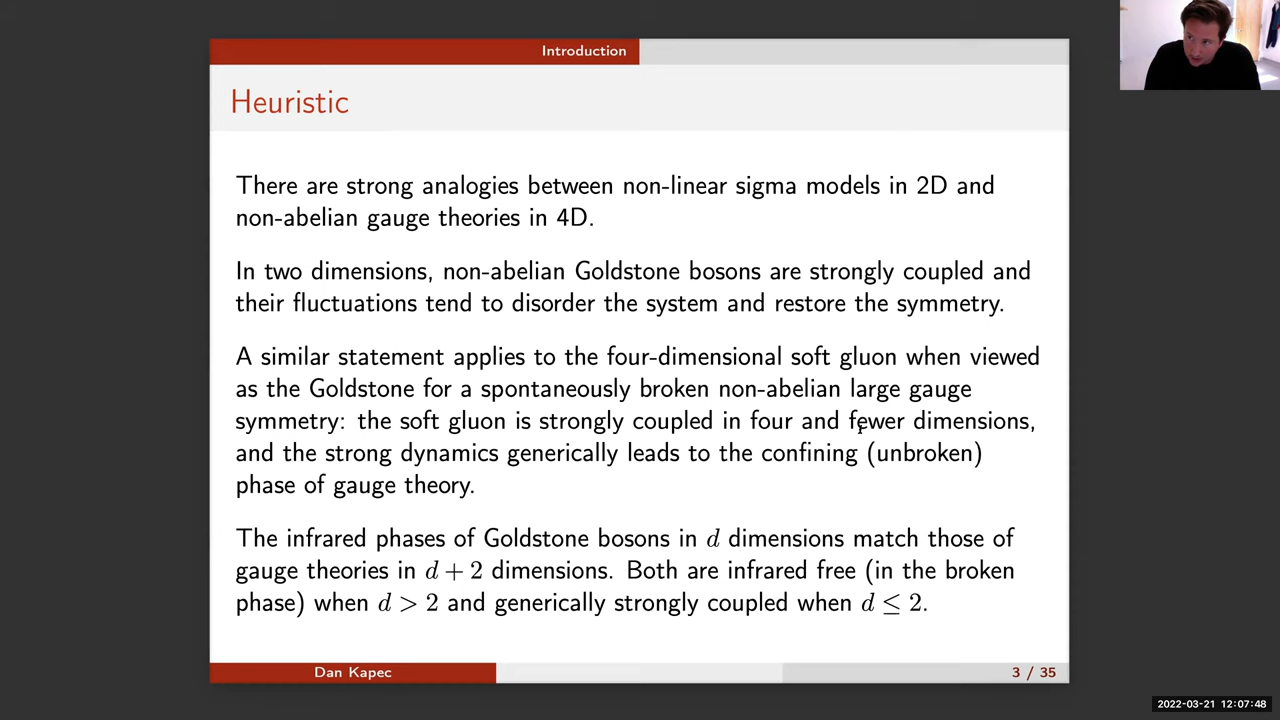 Introduction
Heuristic
There are strong analogies between non-linear sigma models in 2D and
non-abelian gauge theories in 4D.
In two dimensions, non-abelian Goldstone bosons are strongly coupled and
their fluctuations tend to disorder the system and restore the symmetry.
A similar statement applies to the four-dimensional soft gluon when viewed
as the Goldstone for a spontaneously broken non-abelian large gauge
symmetry: the soft gluon is strongly coupled in four and fewer dimensions,
and the strong dynamics generically leads to the confining (unbroken)
phase of gauge theory.
The infrared phases of Goldstone bosons in d dimensions match those of
gauge theories in d + 2 dimensions. Both are infrared free (in the broken
phase) when d > 2 and generically strongly coupled when d ≤ 2.
Dan Kapec
3 / 35
2022-03-21 12:07:48